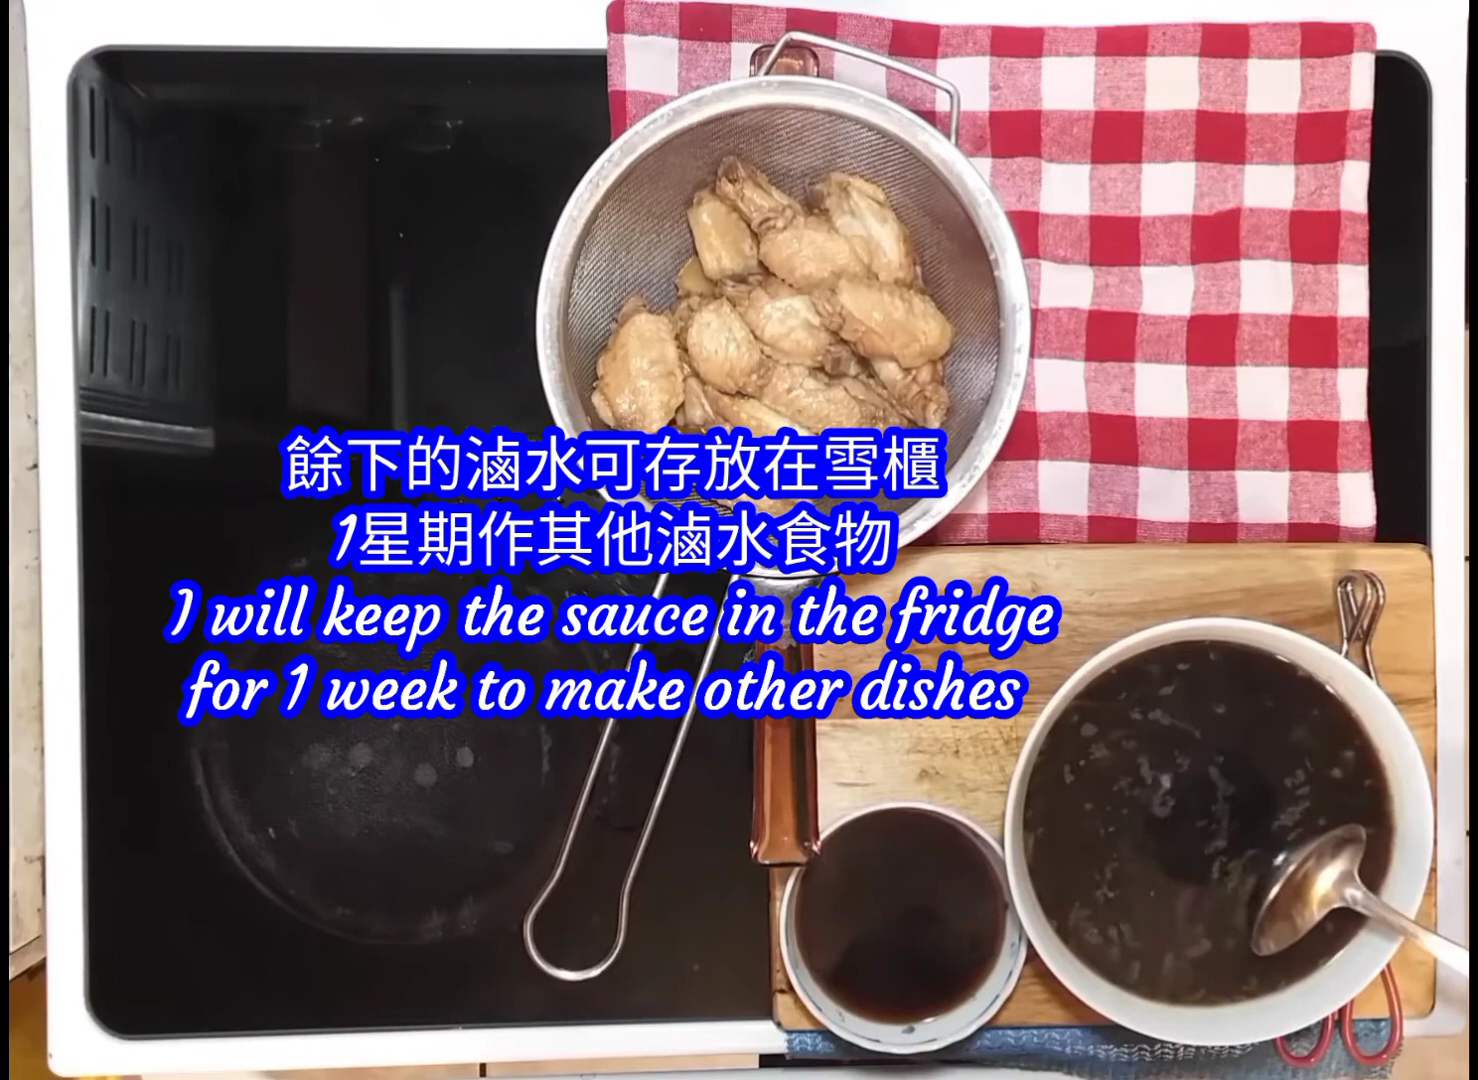 餘下的滷水可存放在雪櫃
1星期作其他滷水食物
I will keep the sauce in the fridge
for 1 week to make other dishes